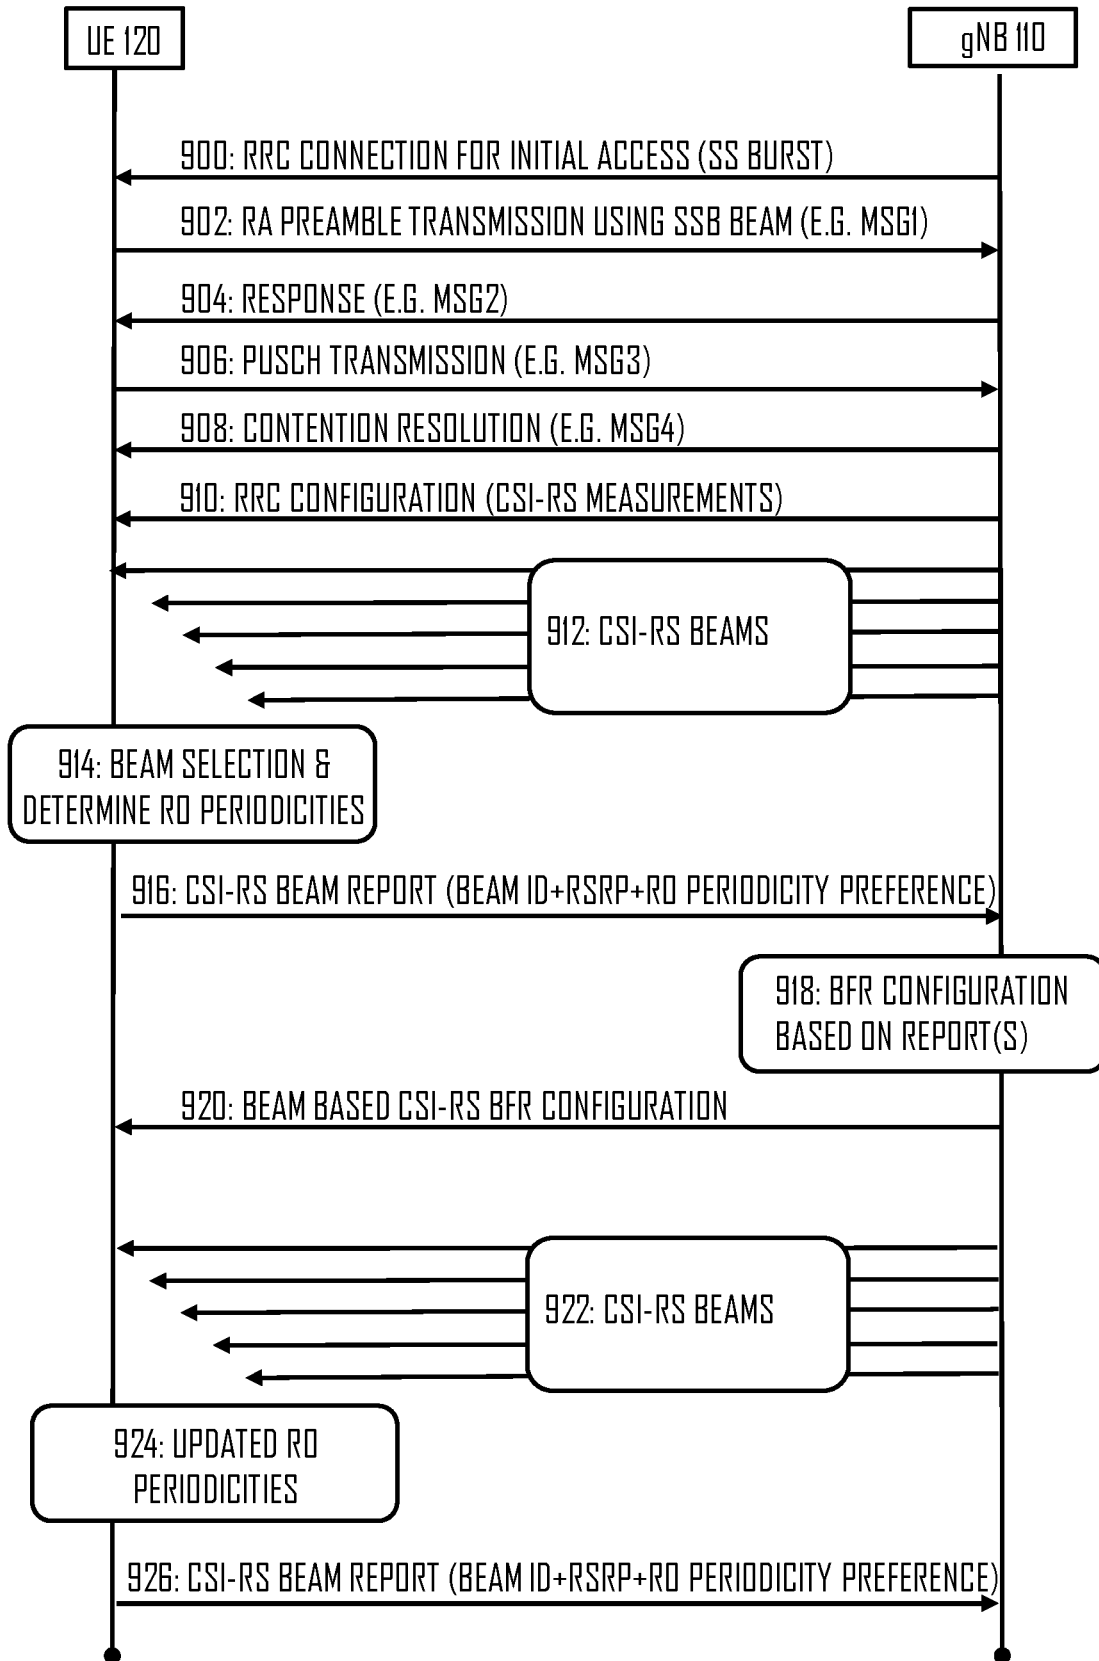 UE 120
gNB 110
900: RRC CONNECTION FOR INITIAL ACCESS (SS BURST)
902: RA PREAMBLE TRANSMISSION USING SSB BEAM (E.G. MSG1)
904: RESPONSE (E.G. MSG2)
906: PUSCH TRANSMISSION (E.G. MSG3)
908: CONTENTION RESOLUTION (E.G. MSG4)
910: RRC CONFIGURATION (CSI-RS MEASUREMENTS)
912: CSI-RS BEAMS
914: BEAM SELECTION &
DETERMINE RO PERIODICITIES
916: CSI-RS BEAM REPORT (BEAM ID+RSRP+RO PERIODICITY PREFERENCE)
918: BFR CONFIGURATION
BASED ON REPORT(S)
920: BEAM BASED CSI-RS BFR CONFIGURATION
922: CSI-RS BEAMS
924: UPDATED RO
PERIODICITIES
926: CSI-RS BEAM REPORT (BEAM ID+RSRP+RO PERIODICITY PREFERENCE)